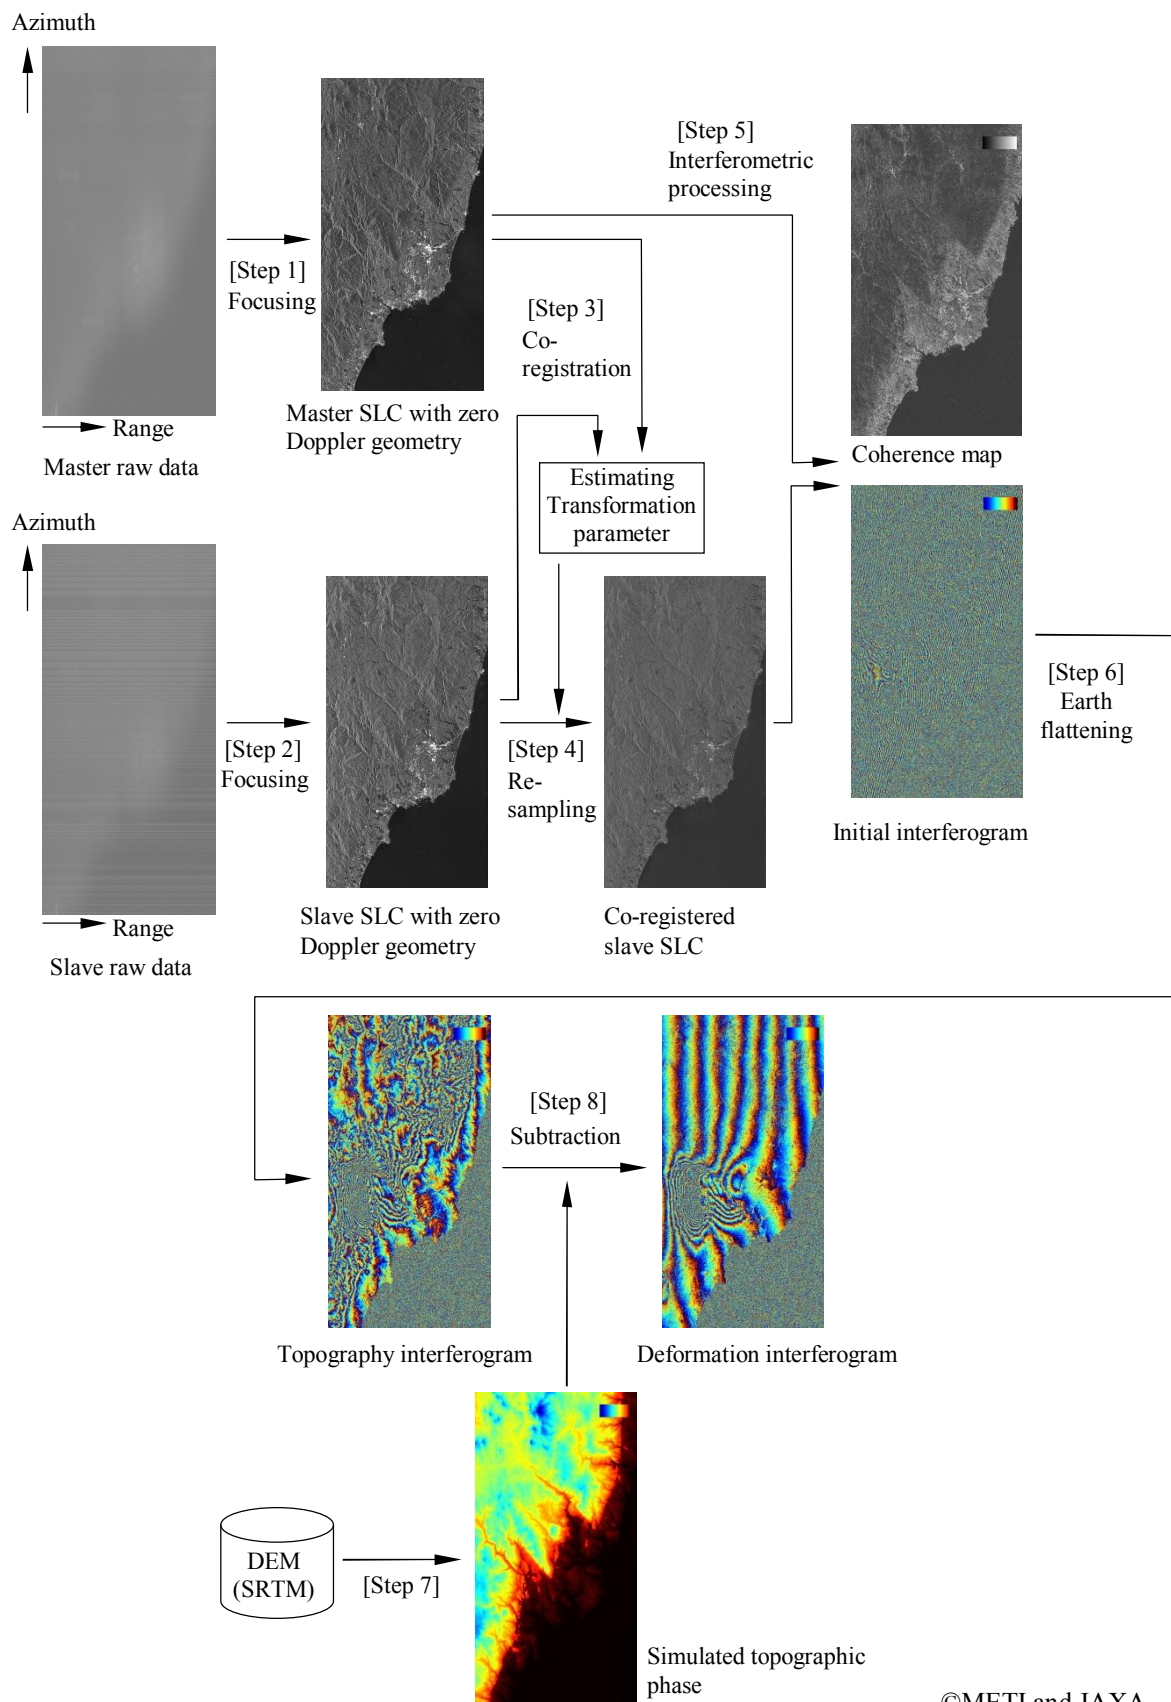 Azimuth
[Step 1]
Focusing
Range
Master raw data
Master SLC with zero
Doppler geometry
[Step 3]
Co-
registration
[Step 5]
Interferometric
processing
Coherence map
Estimating
Transformation
parameter
Azimuth
[Step 2]
Focusing
Range
Slave raw data
Slave SLC with zero
Doppler geometry
[Step 4]
Re-
sampling
Co-registered
slave SLC
Initial interferogram
[Step 6]
Earth
flattening
Topography interferogram
[Step 8]
Subtraction
Deformation interferogram
DEM
(SRTM)
[Step 7]
Simulated topographic
phase
©METI and JAXA